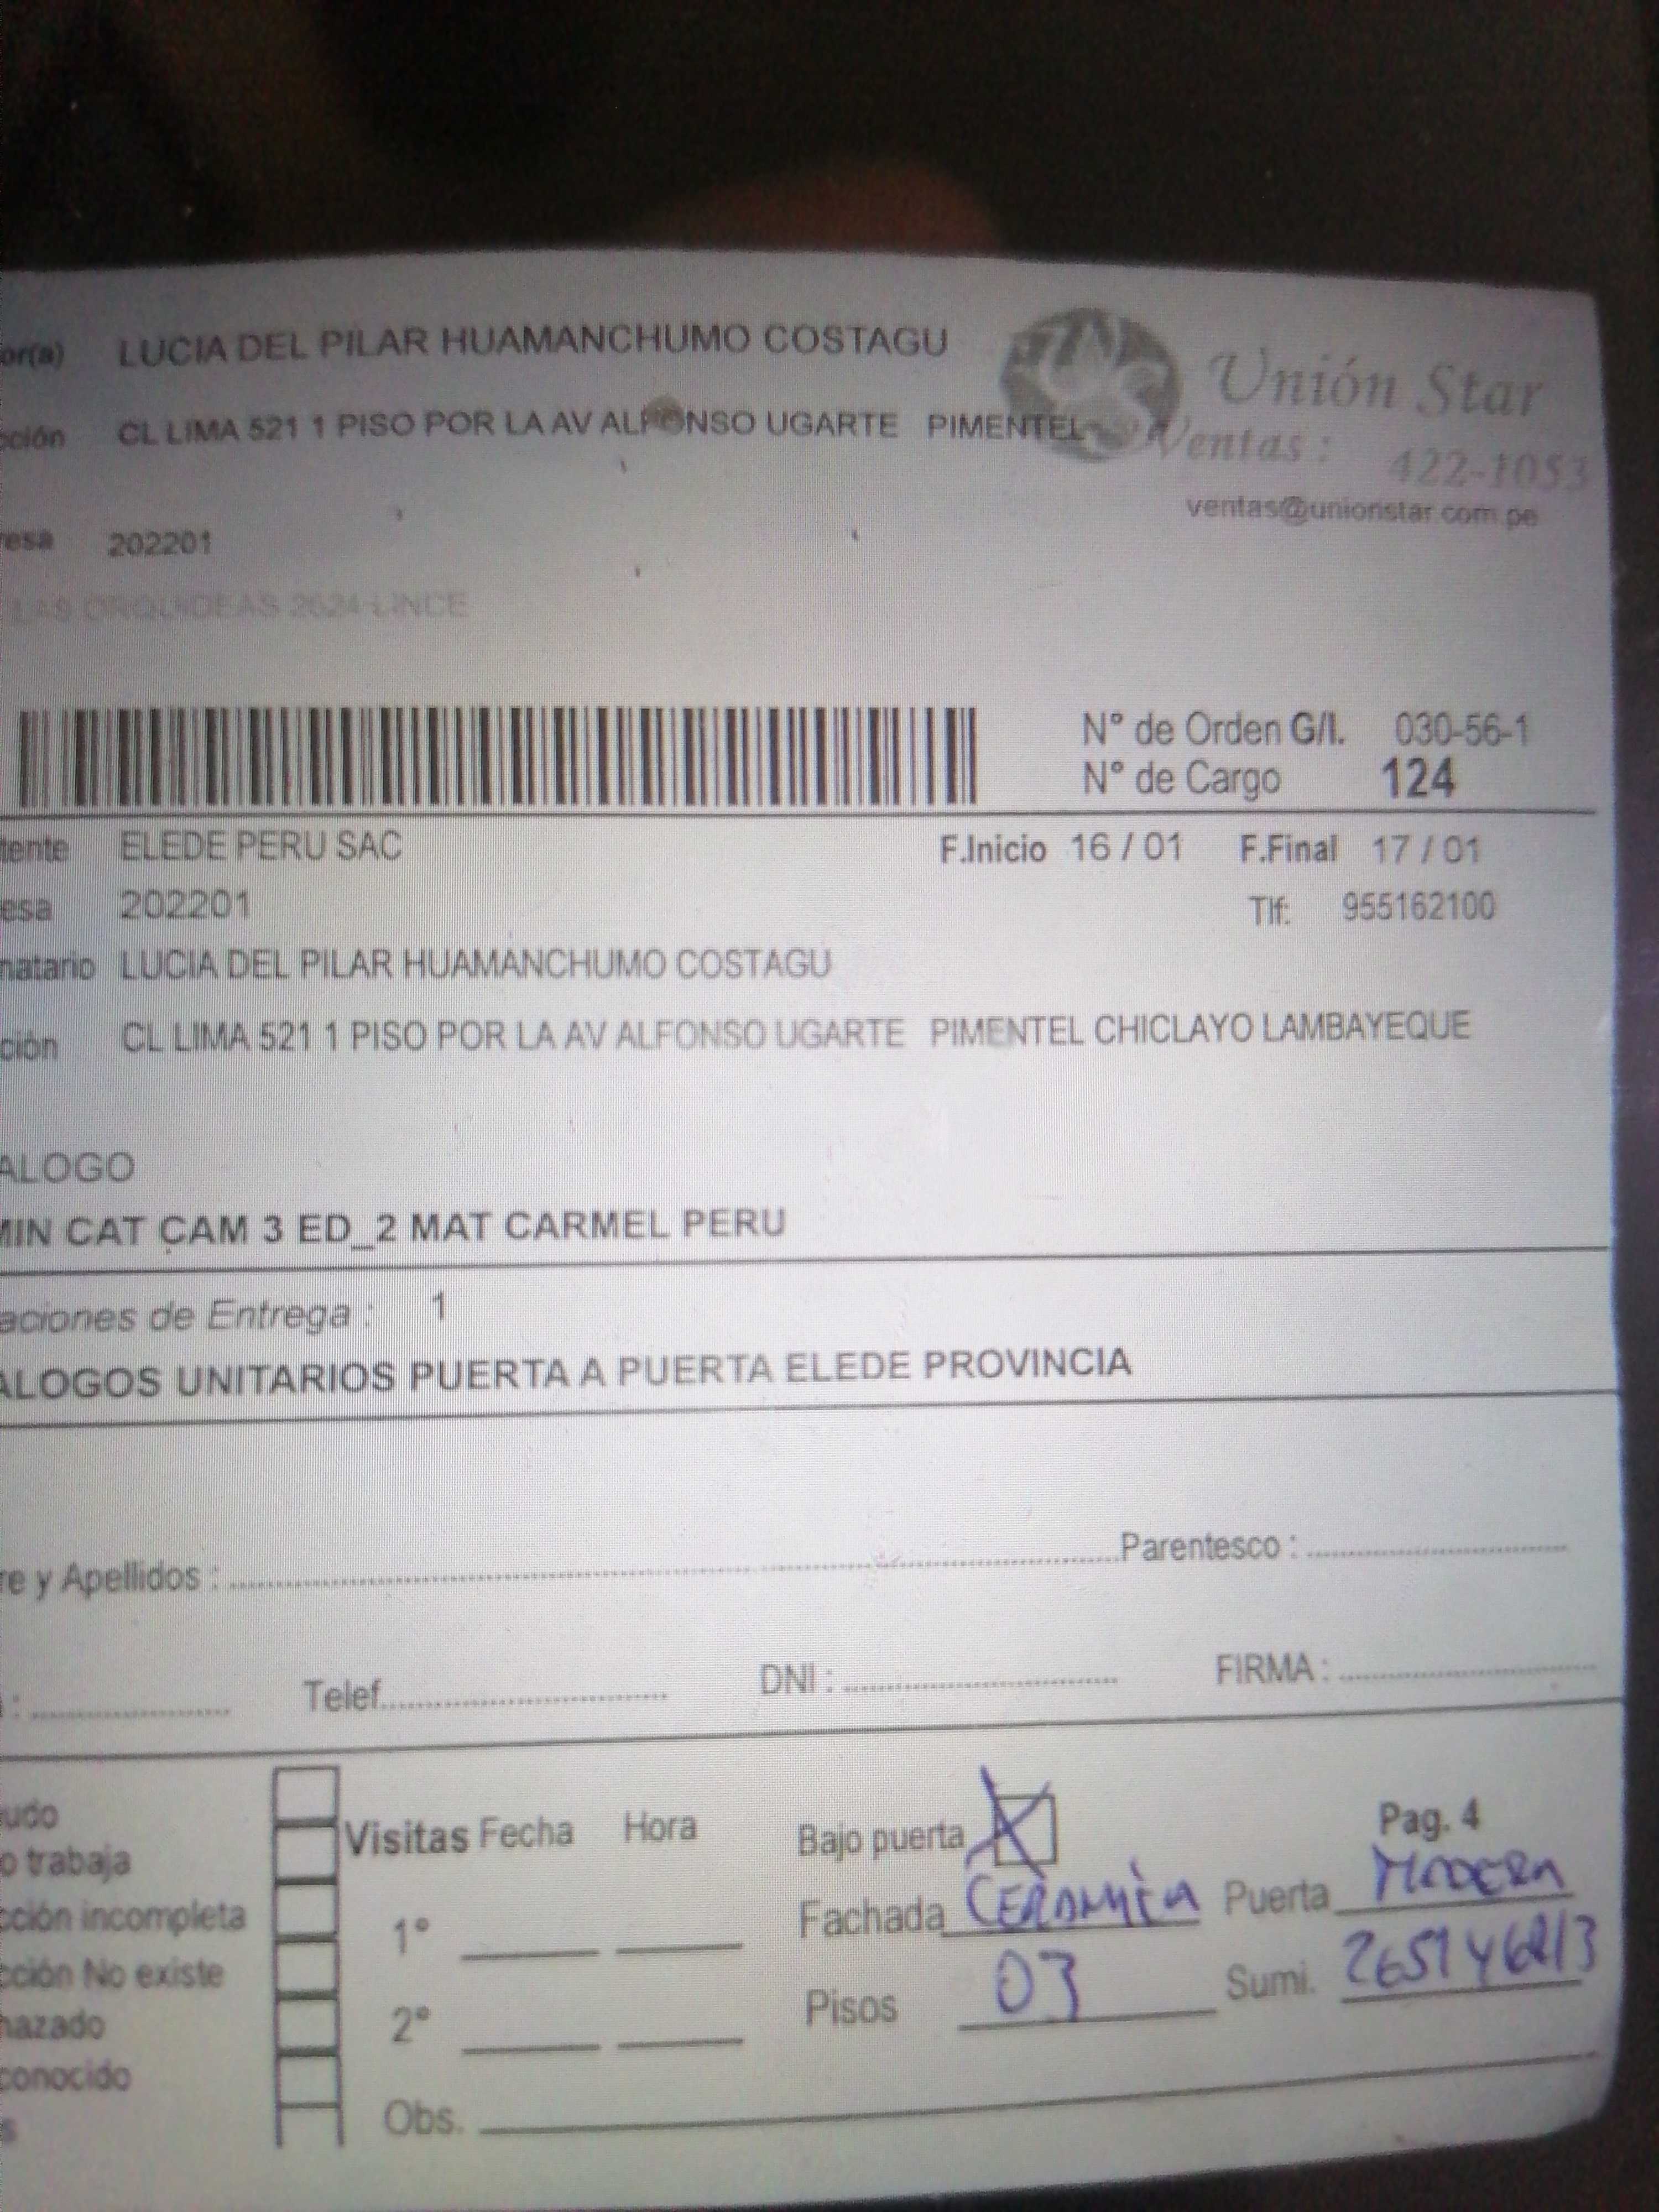 or(a) LUCIA DEL PILAR HUAMANCHUMO COSTAGU
Unión Star
cción CL LIMA 521 1 PISO POR LA AV ALFONSO UGARTE PIMENTEL
Ventas: 422-1053
ventas@unionstar.com.pe
resa 202201
LAS ORQUIDEAS 2624-LINCE
N° de Orden G/I. 030-56-1
N° de Cargo 124
tente ELEDE PERU SAC F.Inicio 16 / 01 F.Final 17 / 01
esa 202201 Tlf: 955162100
natario LUCIA DEL PILAR HUAMANCHUMO COSTAGU
ción CL LIMA 521 1 PISO POR LA AV ALFONSO UGARTE PIMENTEL CHICLAYO LAMBAYEQUE
ALOGO
MIN CAT CAM 3 ED_2 MAT CARMEL PERU
aciones de Entrega : 1
ALOGOS UNITARIOS PUERTA A PUERTA ELEDE PROVINCIA
re y Apellidos : Parentesco :
: Telef. DNI : FIRMA :
udo
Visitas Fecha Hora Bajo puerta Pag. 4
o trabaja
cción incompleta 1° Fachada Puerta
cción No existe
Pisos 03 Sumi.
hazado 2°
conocido
s Obs.